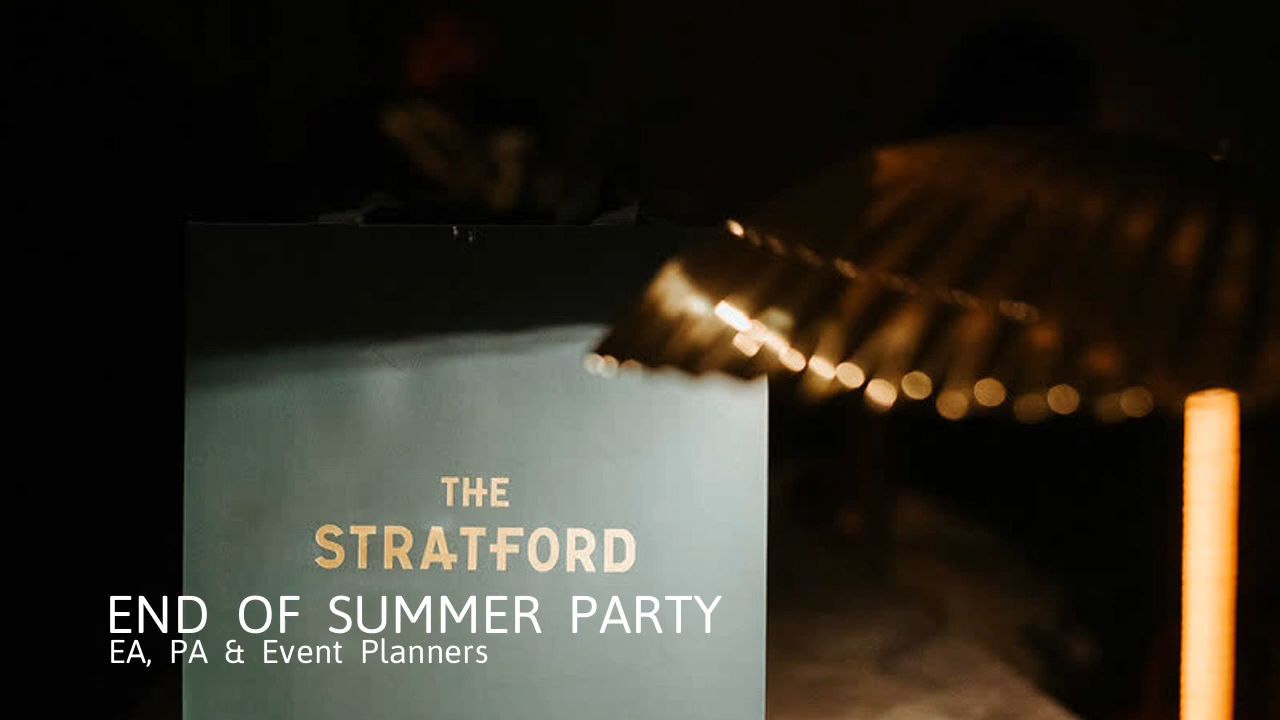 THE
STRATFORD
END OF SUMMER PARTY
EA, PA & Event Planners